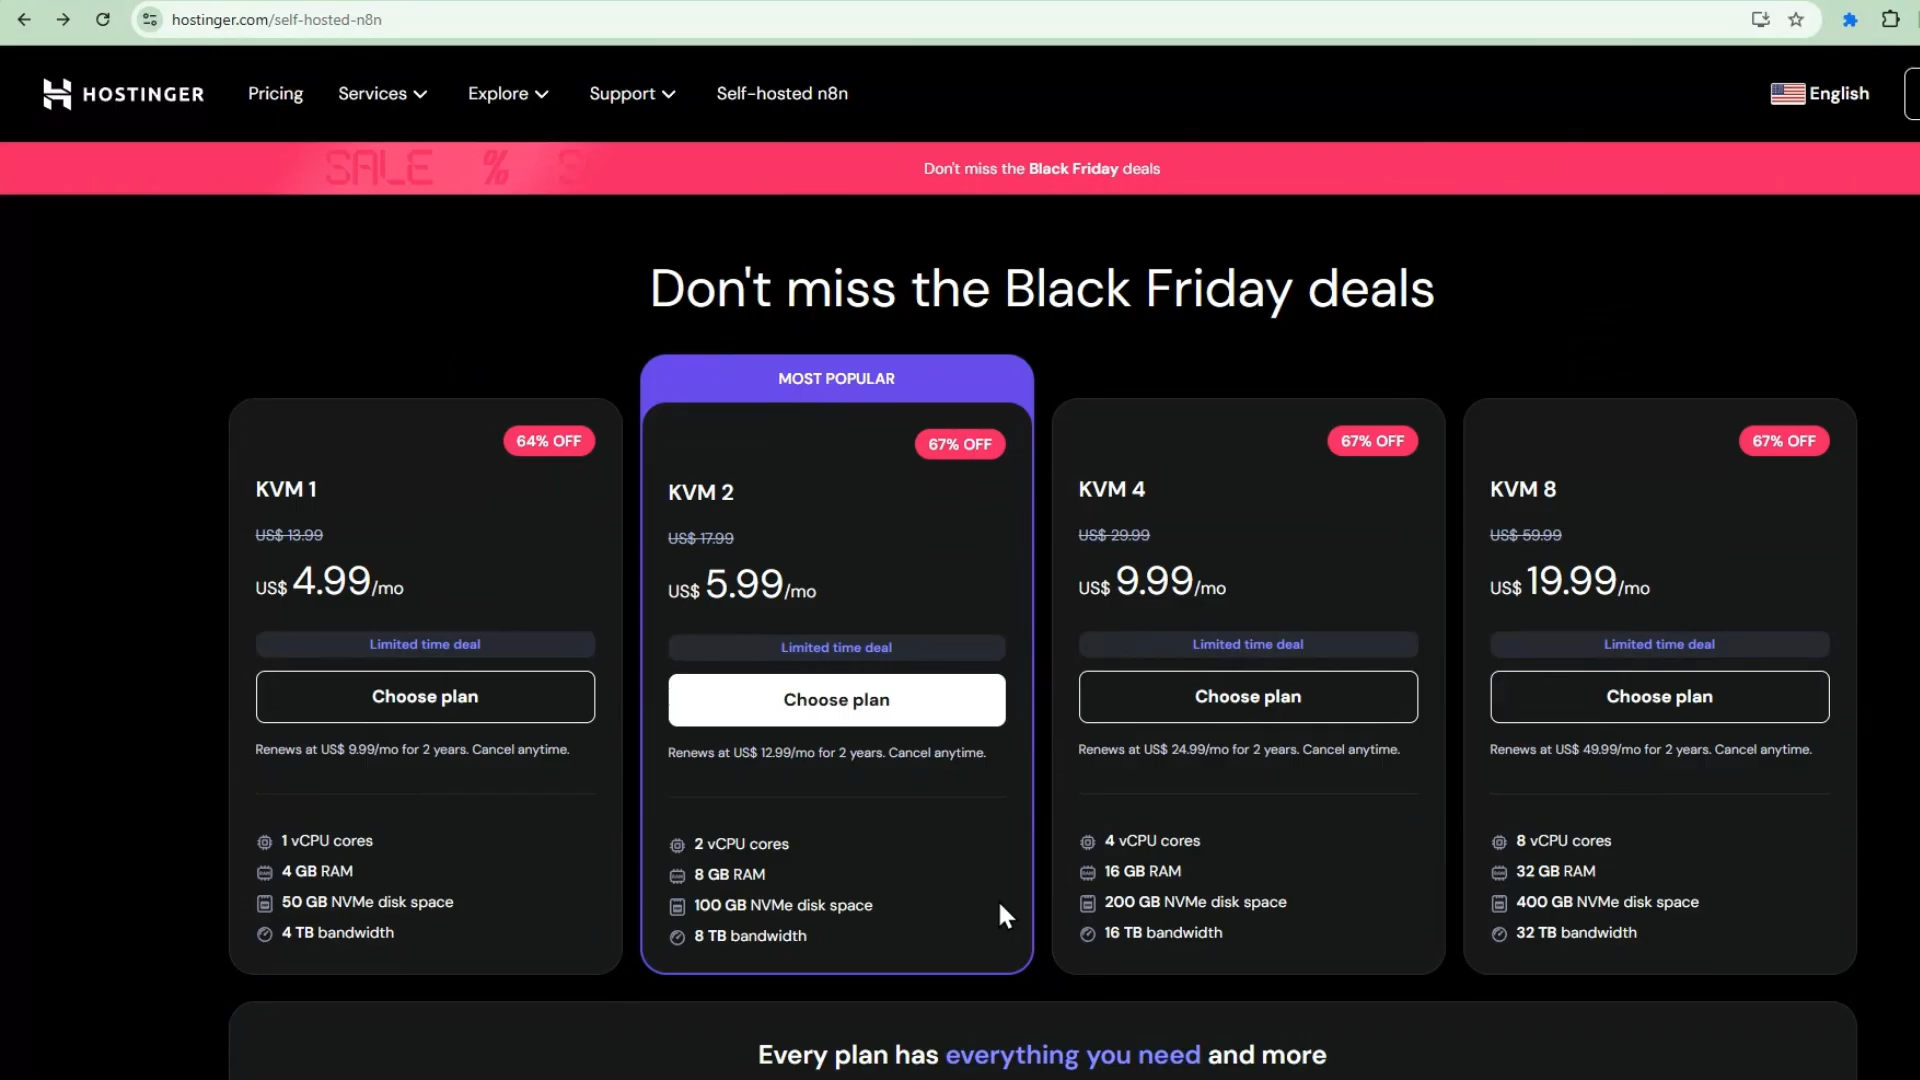 hostinger.com/self-hosted-n8n
HOSTINGER
Pricing
Services
Explore
Support
Self-hosted n8n
English
SALE % S
Don't miss the Black Friday deals
Don't miss the Black Friday deals
64% OFF
KVM 1
US$ 13.99
US$ 4.99/mo
Limited time deal
Choose plan
Renews at US$ 9.99/mo for 2 years. Cancel anytime.
1 vCPU cores
4 GB RAM
50 GB NVMe disk space
4 TB bandwidth
MOST POPULAR
67% OFF
KVM 2
US$ 17.99
US$ 5.99/mo
Limited time deal
Choose plan
Renews at US$ 12.99/mo for 2 years. Cancel anytime.
2 vCPU cores
8 GB RAM
100 GB NVMe disk space
8 TB bandwidth
67% OFF
KVM 4
US$ 29.99
US$ 9.99/mo
Limited time deal
Choose plan
Renews at US$ 24.99/mo for 2 years. Cancel anytime.
4 vCPU cores
16 GB RAM
200 GB NVMe disk space
16 TB bandwidth
67% OFF
KVM 8
US$ 59.99
US$ 19.99/mo
Limited time deal
Choose plan
Renews at US$ 49.99/mo for 2 years. Cancel anytime.
8 vCPU cores
32 GB RAM
400 GB NVMe disk space
32 TB bandwidth
Every plan has everything you need and more